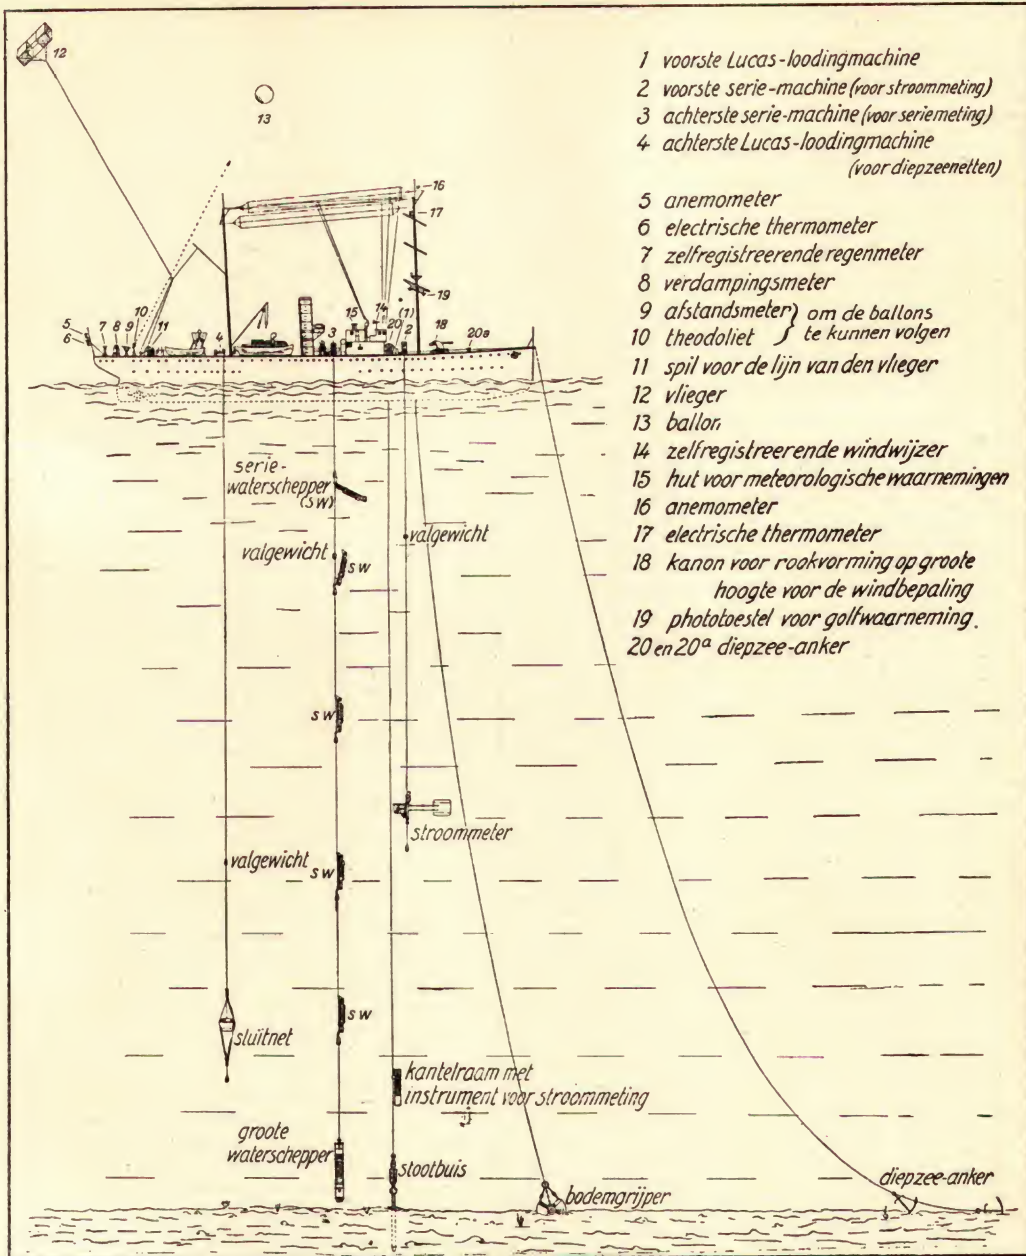 12
13
16
17
19
10
11
5
6
7 8 9
4
3
15
14
(1)
20 2
18
20a
1 voorste Lucas-loodingmachine
2 voorste serie-machine (voor stroommeting)
3 achterste serie-machine (voor seriemeting)
4 achterste Lucas-loodingmachine
(voor diepzeenetten)
5 anemometer
6 electrische thermometer
7 zelfregistreerende regenmeter
8 verdampingsmeter
9 afstandsmeter } om de ballons
10 theodoliet } te kunnen volgen
11 spil voor de lijn van den vlieger
12 vlieger
13 ballon
14 zelfregistreerende windwijzer
15 hut voor meteorologische waarnemingen
16 anemometer
17 electrische thermometer
18 kanon voor rookvorming op groote
hoogte voor de windbepaling
19 phototoestel voor golfwaarneming.
20 en 20a diepzee-anker
serie-
waterschepper
(SW)
valgewicht
sw
valgewicht
sw
stroommeter
valgewicht
sw
sw
sluitnet
kantelraam met
instrument voor stroommeting
groote
waterschepper
stootbuis
bodemgrijper
diepzee-anker